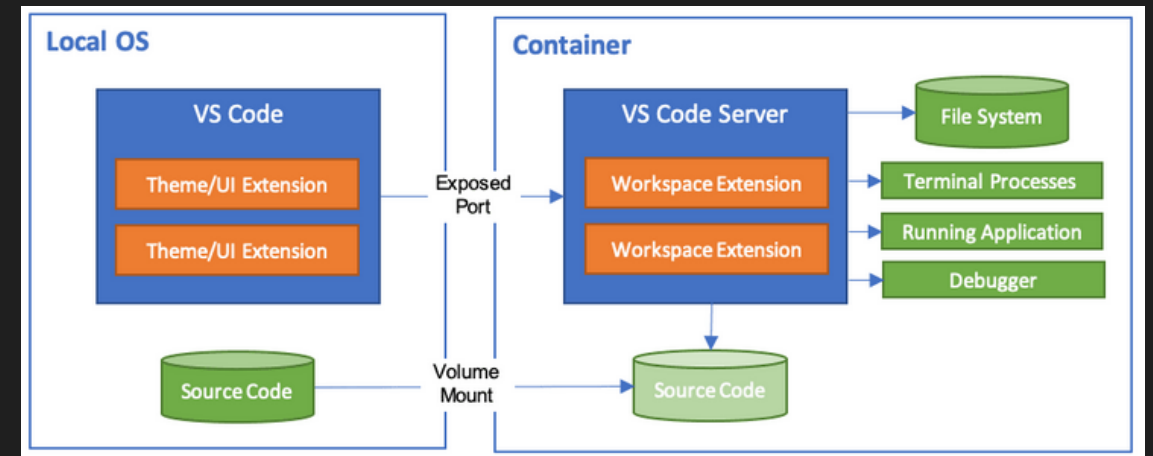 Local OS
VS Code
Theme/UI Extension
Theme/UI Extension
Source Code
Exposed
Port
Volume
Mount
Container
VS Code Server
Workspace Extension
Workspace Extension
File System
Terminal Processes
Running Application
Debugger
Source Code